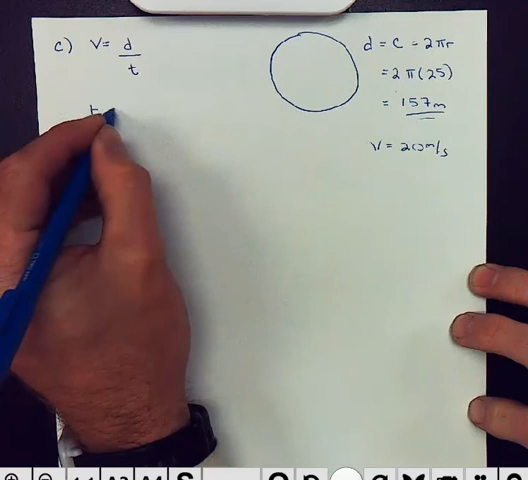 c) V = d
t
t
d = C = 2πr
= 2π(25)
= 157m
V = 20m/s